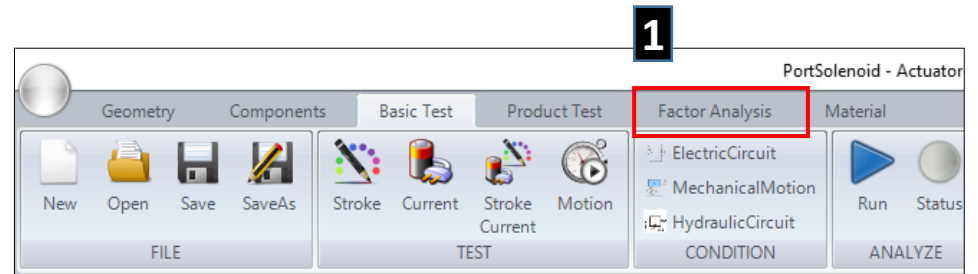 1
PortSolenoid - Actuator
Geometry Components Basic Test Product Test Factor Analysis Material
ElectricCircuit
MechanicalMotion
HydraulicCircuit
New Open Save SaveAs Stroke Current Stroke Current Motion Run Status
FILE TEST CONDITION ANALYZE